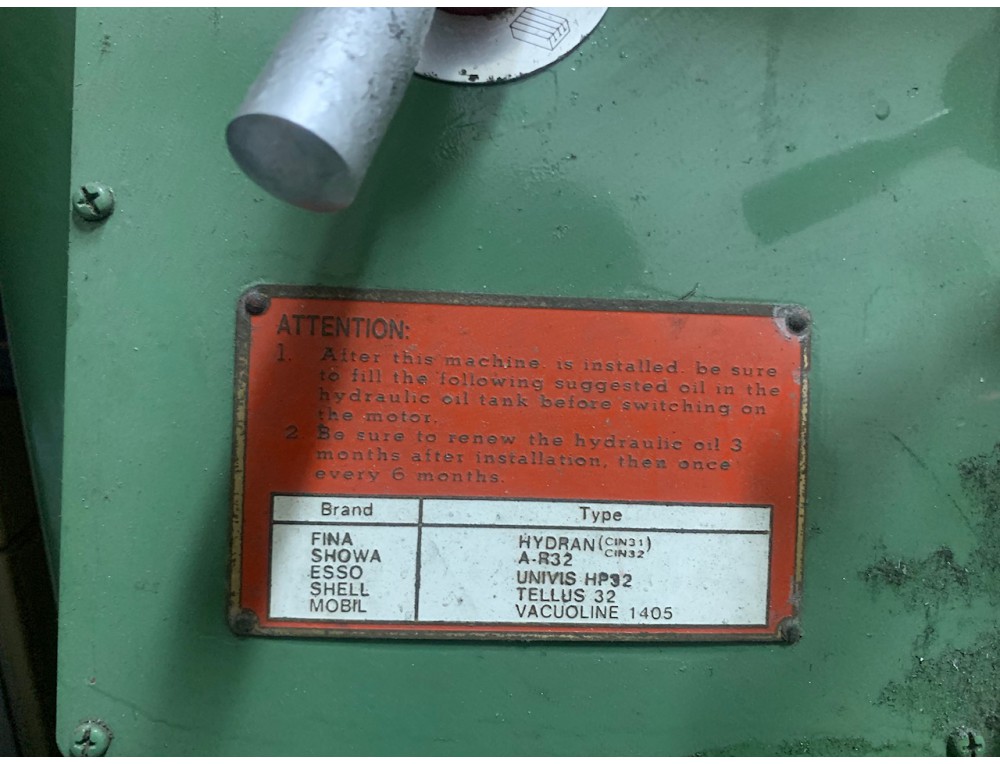 ATTENTION:
1. After this machine. is installed. be sure
to fill the following suggested oil in the
hydraulic oil tank before switching on
the motor.
2 Be sure to renew the hydraulic oil 3
months after installation, then once
every 6 months.
Brand Type
FINA HYDRAN (CIN31)
CIN32
SHOWA A-R32
ESSO UNIVIS HP32
SHELL TELLUS 32
MOBIL VACUOLINE 1405